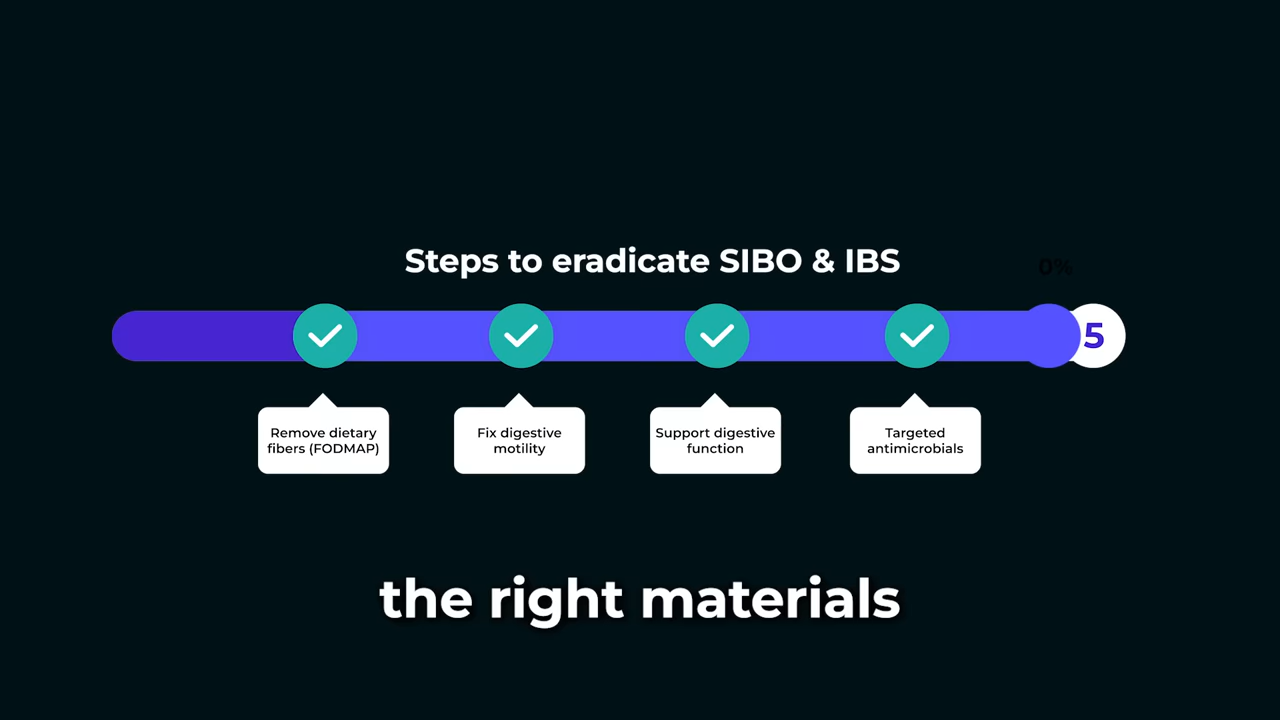 Steps to eradicate SIBO & IBS
0%
5
Remove dietary
fibers (FODMAP)
Fix digestive
motility
Support digestive
function
Targeted
antimicrobials
the right materials